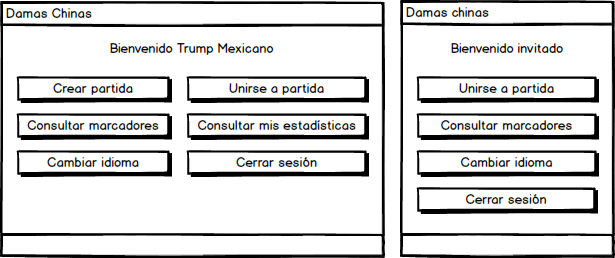 Damas Chinas
Bienvenido Trump Mexicano
Crear partida
Unirse a partida
Consultar marcadores
Consultar mis estadísticas
Cambiar idioma
Cerrar sesión
Damas chinas
Bienvenido invitado
Unirse a partida
Consultar marcadores
Cambiar idioma
Cerrar sesión